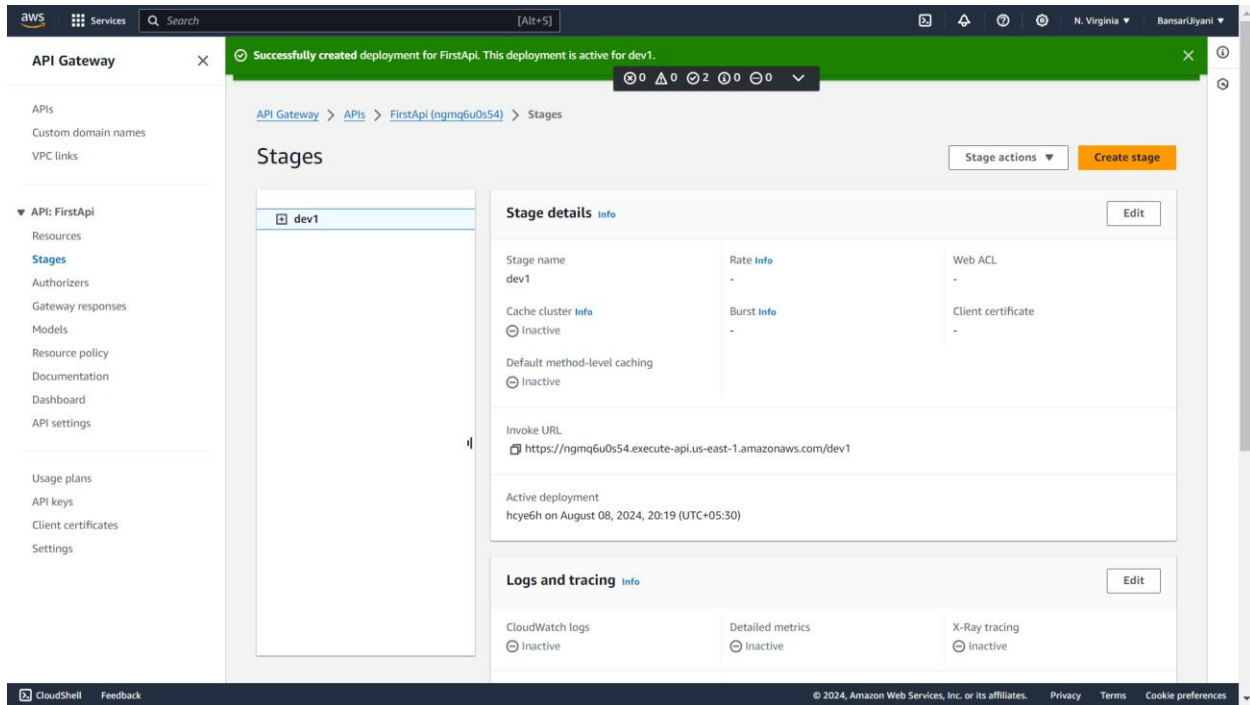 aws Services Search [Alt+S] N. Virginia ▼ BansariJiyani ▼
API Gateway
APIs
Custom domain names
VPC links
▼ API: FirstApi
Resources
Stages
Authorizers
Gateway responses
Models
Resource policy
Documentation
Dashboard
API settings
Usage plans
API keys
Client certificates
Settings
Successfully created deployment for FirstApi. This deployment is active for dev1.
0 0 2 0 0
API Gateway > APIs > FirstApi (ngmq6u0s54) > Stages
Stages
Stage actions ▼ Create stage
dev1
Stage details Info Edit
Stage name Rate Info Web ACL
dev1 - -
Cache cluster Info Burst Info Client certificate
Inactive - -
Default method-level caching
Inactive
Invoke URL
https://ngmq6u0s54.execute-api.us-east-1.amazonaws.com/dev1
Active deployment
hcye6h on August 08, 2024, 20:19 (UTC+05:30)
Logs and tracing Info Edit
CloudWatch logs Detailed metrics X-Ray tracing
Inactive Inactive Inactive
CloudShell Feedback © 2024, Amazon Web Services, Inc. or its affiliates. Privacy Terms Cookie preferences